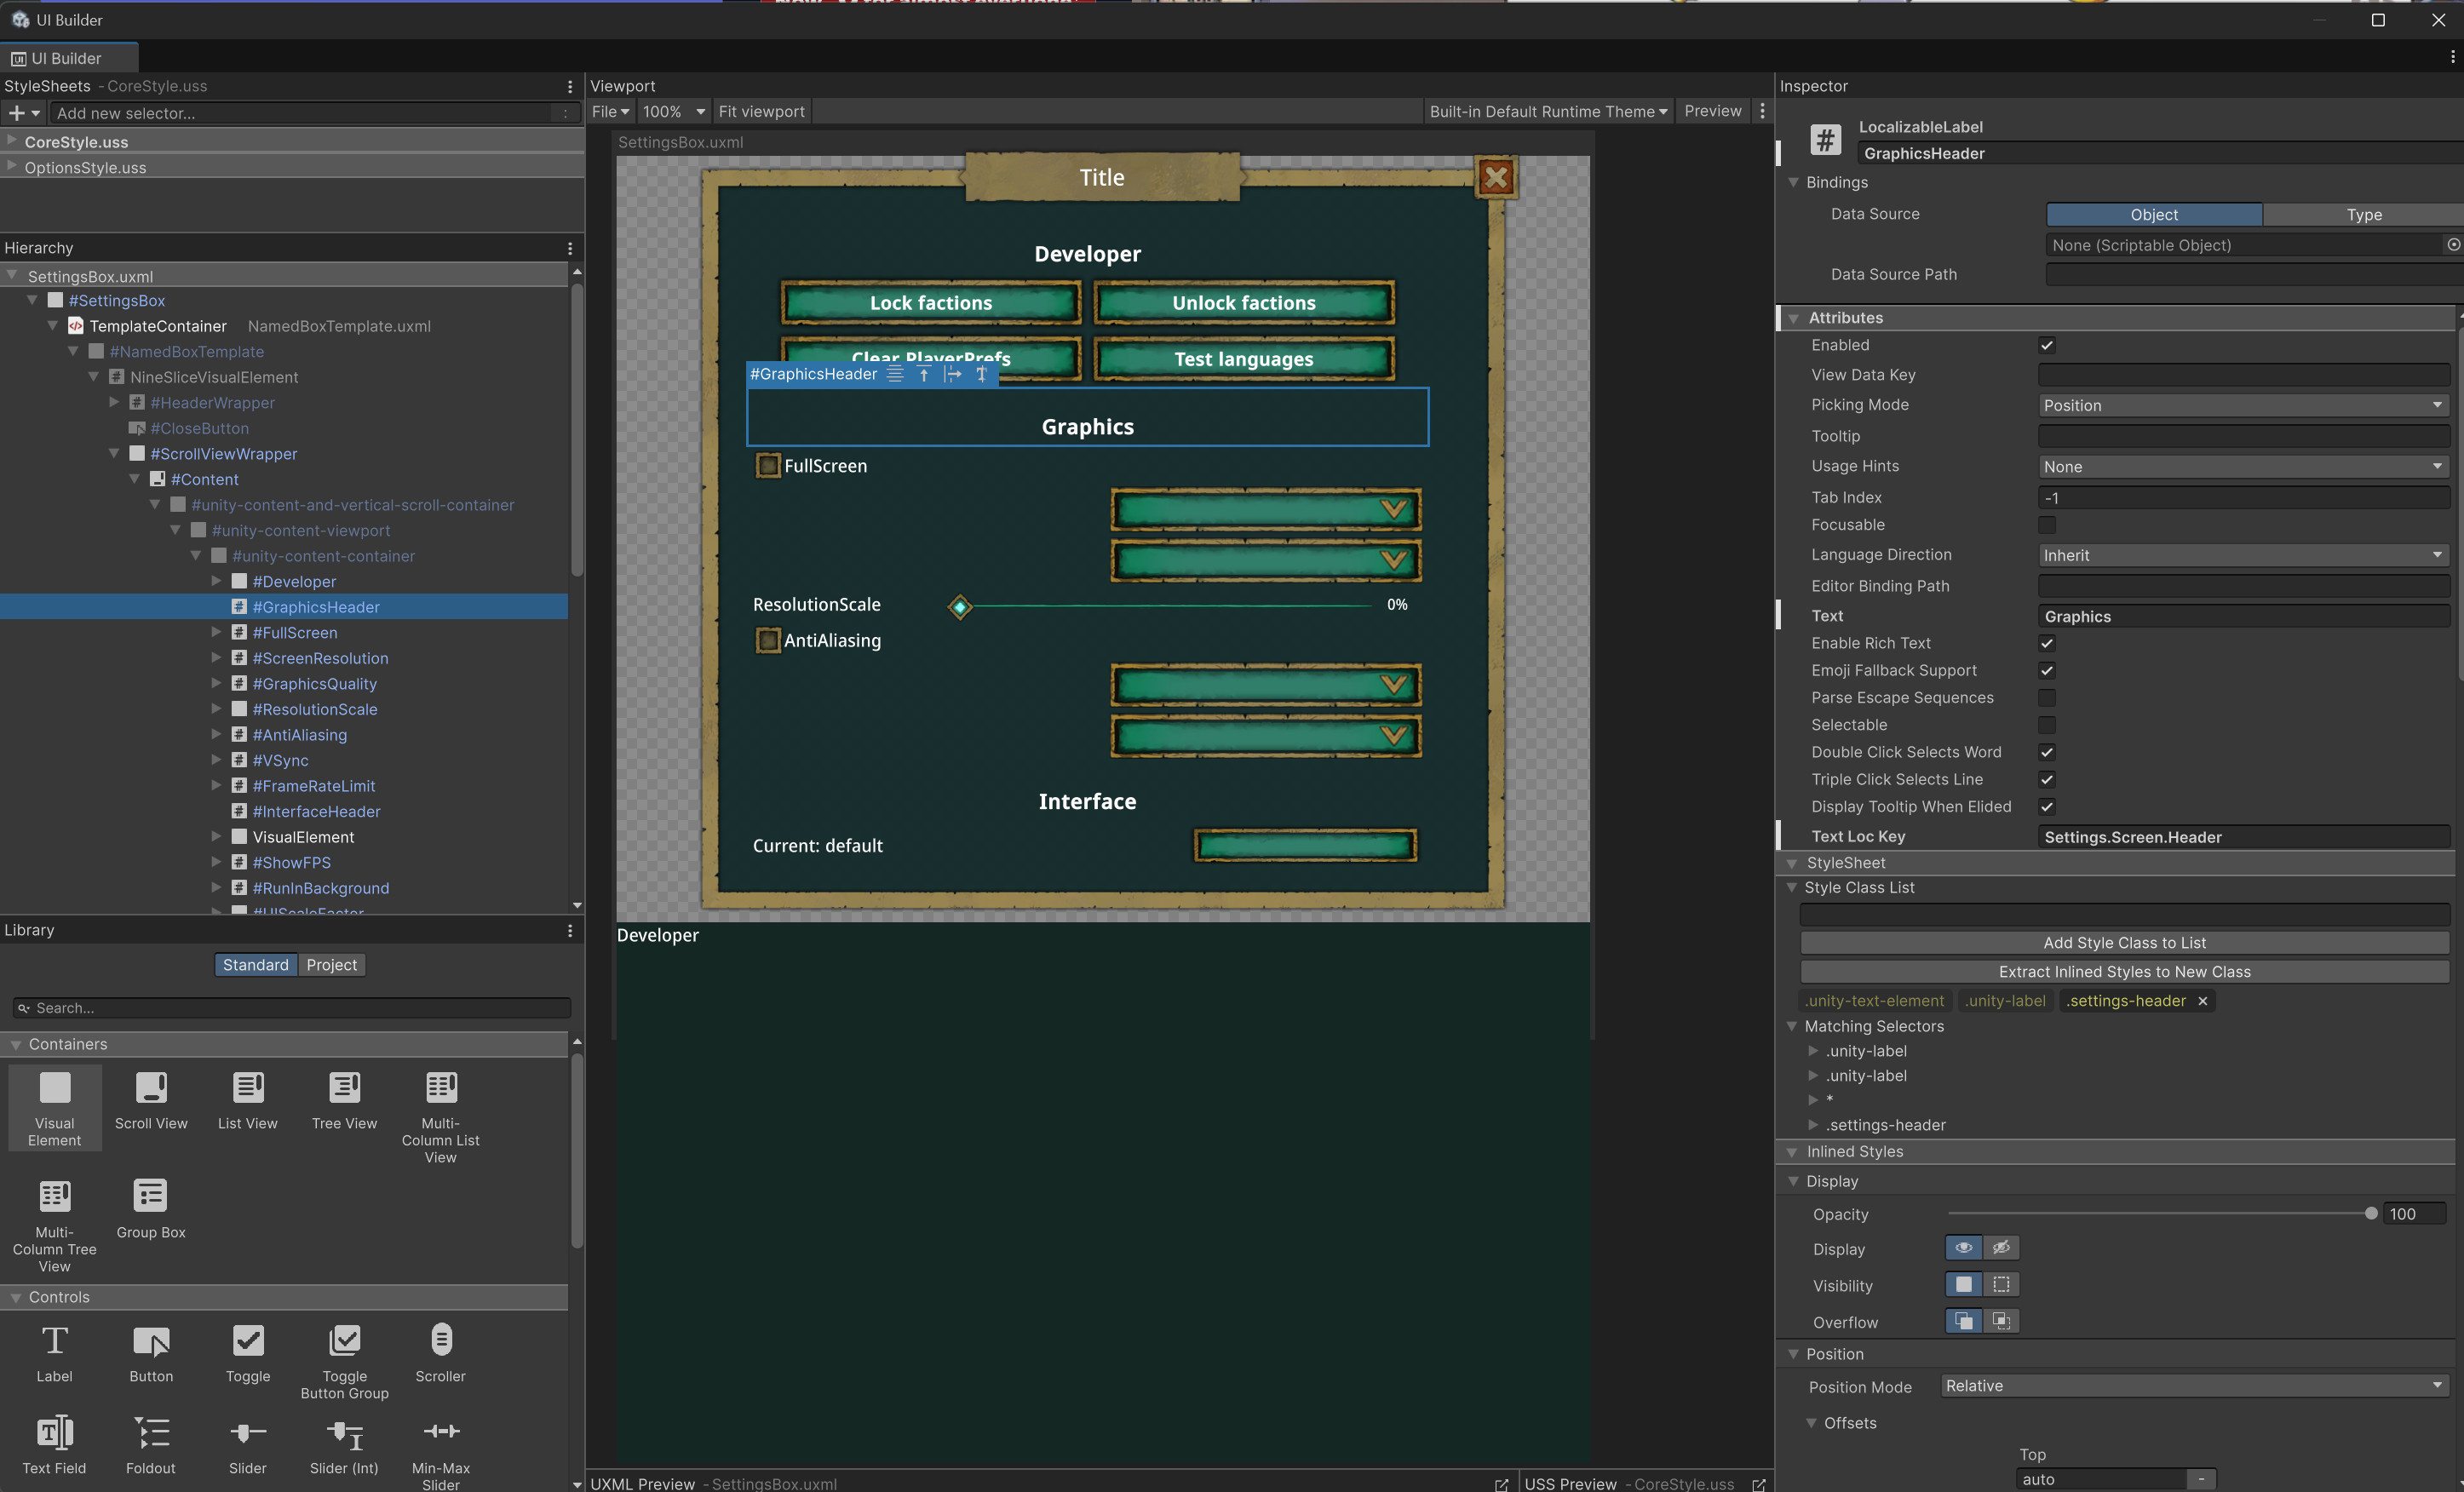 UI Builder
UI Builder
StyleSheets - CoreStyle.uss
Add new selector...
CoreStyle.uss
OptionsStyle.uss
Hierarchy
SettingsBox.uxml
#SettingsBox
TemplateContainer NamedBoxTemplate.uxml
#NamedBoxTemplate
NineSliceVisualElement
#HeaderWrapper
#CloseButton
#ScrollViewWrapper
#Content
#unity-content-and-vertical-scroll-container
#unity-content-viewport
#unity-content-container
#Developer
#GraphicsHeader
#FullScreen
#ScreenResolution
#GraphicsQuality
#ResolutionScale
#AntiAliasing
#VSync
#FrameRateLimit
#InterfaceHeader
VisualElement
#ShowFPS
#RunInBackground
#UIScaleFactor
Library
Standard Project
Search...
Containers
Visual Element
Scroll View
List View
Tree View
Multi-Column List View
Multi-Column Tree View
Group Box
Controls
Label
Button
Toggle
Toggle Button Group
Scroller
Text Field
Foldout
Slider
Slider (Int)
Min-Max Slider
Viewport
File 100% Fit viewport Built-in Default Runtime Theme Preview
SettingsBox.uxml
Title
Developer
Lock factions Unlock factions
Clear PlayerPrefs Test languages
#GraphicsHeader
Graphics
FullScreen
ResolutionScale 0%
AntiAliasing
Interface
Current: default
Developer
UXML Preview - SettingsBox.uxml
USS Preview - CoreStyle.uss
Inspector
LocalizableLabel
GraphicsHeader
Bindings
Data Source Object Type
None (Scriptable Object)
Data Source Path
Attributes
Enabled
View Data Key
Picking Mode Position
Tooltip
Usage Hints None
Tab Index -1
Focusable
Language Direction Inherit
Editor Binding Path
Text Graphics
Enable Rich Text
Emoji Fallback Support
Parse Escape Sequences
Selectable
Double Click Selects Word
Triple Click Selects Line
Display Tooltip When Elided
Text Loc Key Settings.Screen.Header
StyleSheet
Style Class List
Add Style Class to List
Extract Inlined Styles to New Class
.unity-text-element .unity-label .settings-header
Matching Selectors
.unity-label
.unity-label
*
.settings-header
Inlined Styles
Display
Opacity 100
Display
Visibility
Overflow
Position
Position Mode Relative
Offsets
Top
auto -